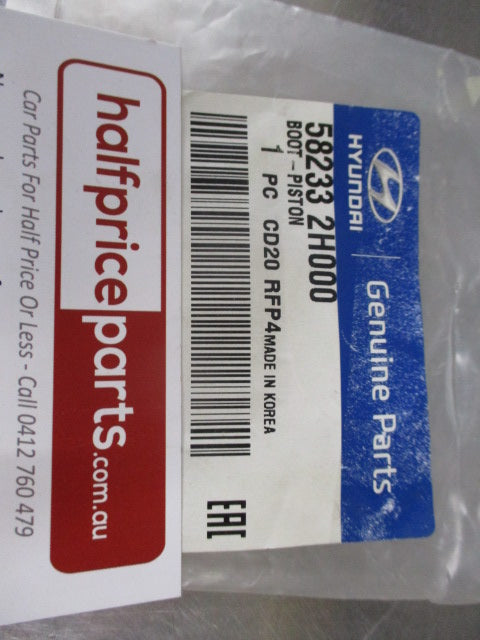 HYUNDAI
Genuine Parts
58233 2H000
BOOT-PISTON
1 PC CD20 RFP4 MADE IN KOREA
EAC
halfpriceparts.com.au
Car Parts For Half Price Or Less - Call 0412 760 479